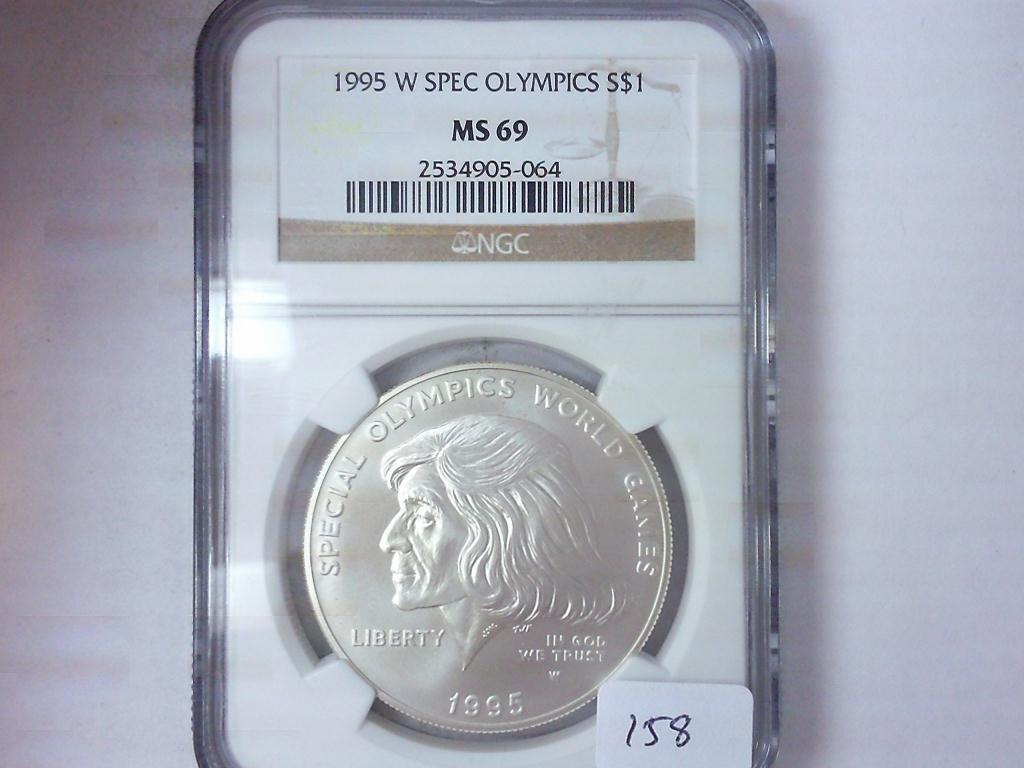 1995 W SPEC OLYMPICS S$1
MS 69
2534905-064
NGC
SPECIAL OLYMPICS WORLD GAMES
LIBERTY
IN GOD
WE TRUST
W
1995
158